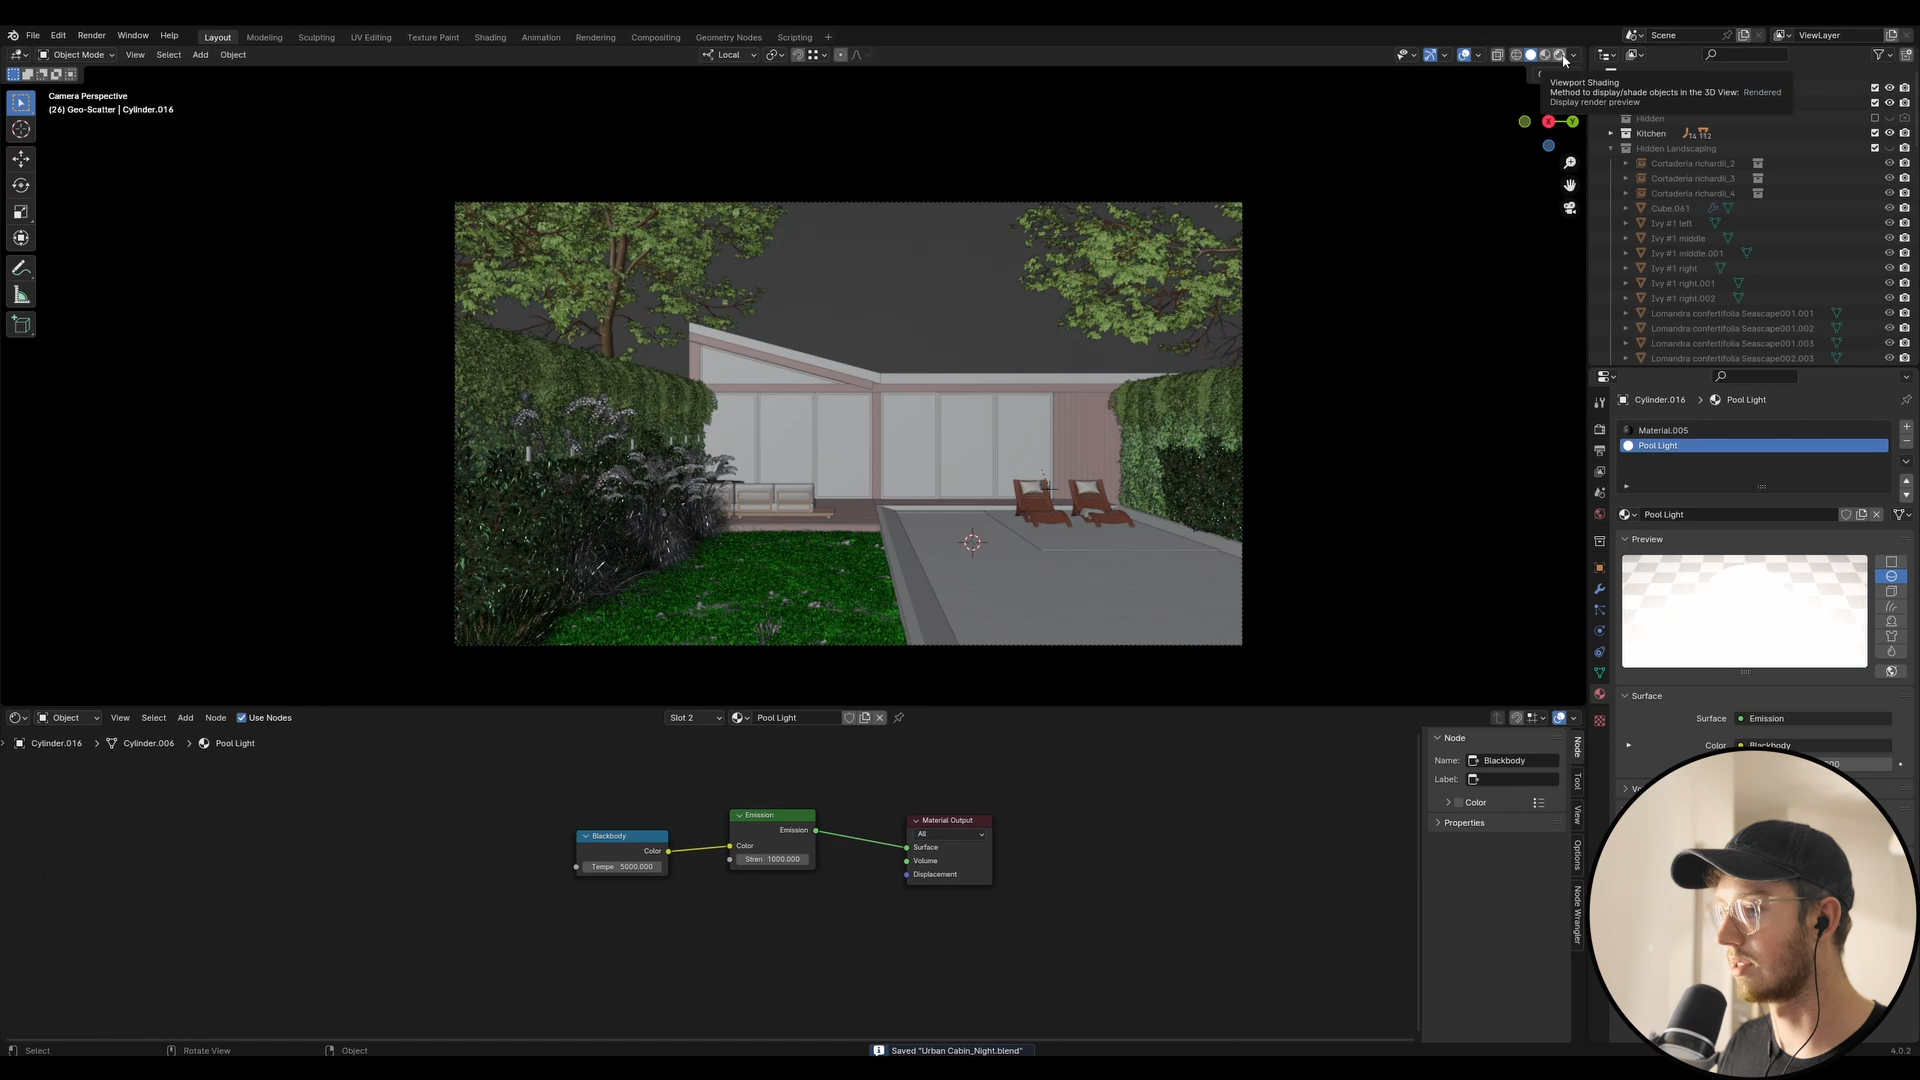 File Edit Render Window Help
Layout Modeling Sculpting UV Editing Texture Paint Shading Animation Rendering Compositing Geometry Nodes Scripting +
Scene
ViewLayer
Object Mode View Select Add Object
Local
Camera Perspective
(26) Geo-Scatter | Cylinder.016
Viewport Shading
Method to display/shade objects in the 3D View: Rendered
Display render preview
X
Y
Hidden
Kitchen 14 112
Hidden Landscaping
Cortaderia richardii_2
Cortaderia richardii_3
Cortaderia richardii_4
Cube.061
Ivy #1 left
Ivy #1 middle
Ivy #1 middle.001
Ivy #1 right
Ivy #1 right.001
Ivy #1 right.002
Lomandra confertifolia Seascape001.001
Lomandra confertifolia Seascape001.002
Lomandra confertifolia Seascape001.003
Lomandra confertifolia Seascape002.003
Cylinder.016 > Pool Light
Material.005
Pool Light
Pool Light
Preview
Surface
Surface Emission
Color Blackbody
Object View Select Add Node Use Nodes
Slot 2
Pool Light
Cylinder.016 > Cylinder.006 > Pool Light
Blackbody
Color
Tempe 5000.000
Emission
Emission
Color
Stren 1000.000
Material Output
All
Surface
Volume
Displacement
Node
Name: Blackbody
Label:
Color
Properties
Node
Tool
View
Options
Node Wrangler
Select
Rotate View
Object
Saved "Urban Cabin_Night.blend"
4.0.2